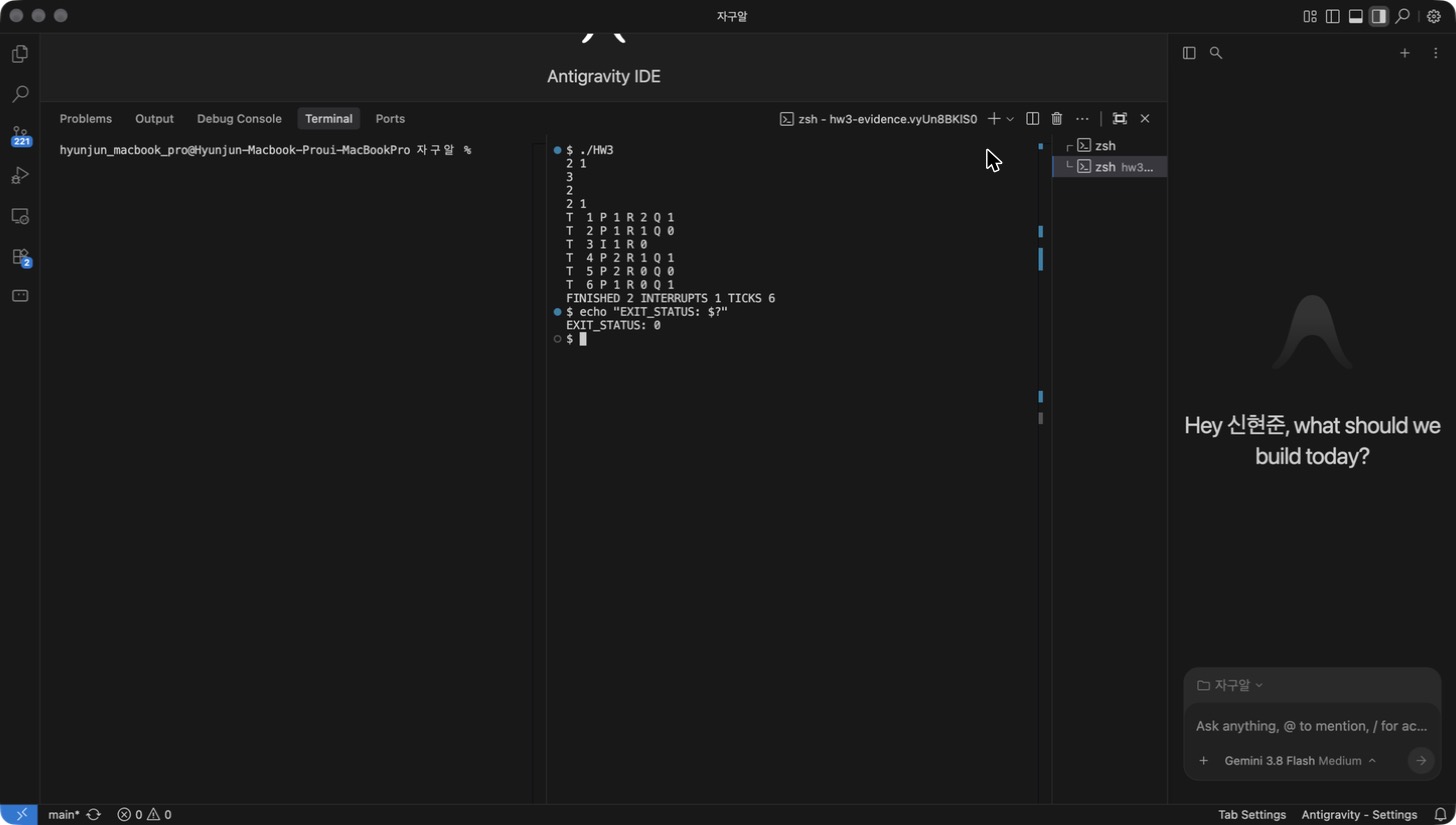 자구알
Antigravity IDE
Problems Output Debug Console Terminal Ports
zsh - hw3-evidence.vyUn8BKlS0
221
2
hyunjun_macbook_pro@Hyunjun-Macbook-Proui-MacBookPro 자구알 %
$ ./HW3
2 1
3
2
2 1
T  1 P 1 R 2 Q 1
T  2 P 1 R 1 Q 0
T  3 I 1 R 0
T  4 P 2 R 1 Q 1
T  5 P 2 R 0 Q 0
T  6 P 1 R 0 Q 1
FINISHED 2 INTERRUPTS 1 TICKS 6
$ echo "EXIT_STATUS: $?"
EXIT_STATUS: 0
$
zsh
zsh hw3...
Hey 신현준, what should we
build today?
자구알
Ask anything, @ to mention, / for ac...
Gemini 3.8 Flash Medium
main* 0 0
Tab Settings Antigravity - Settings